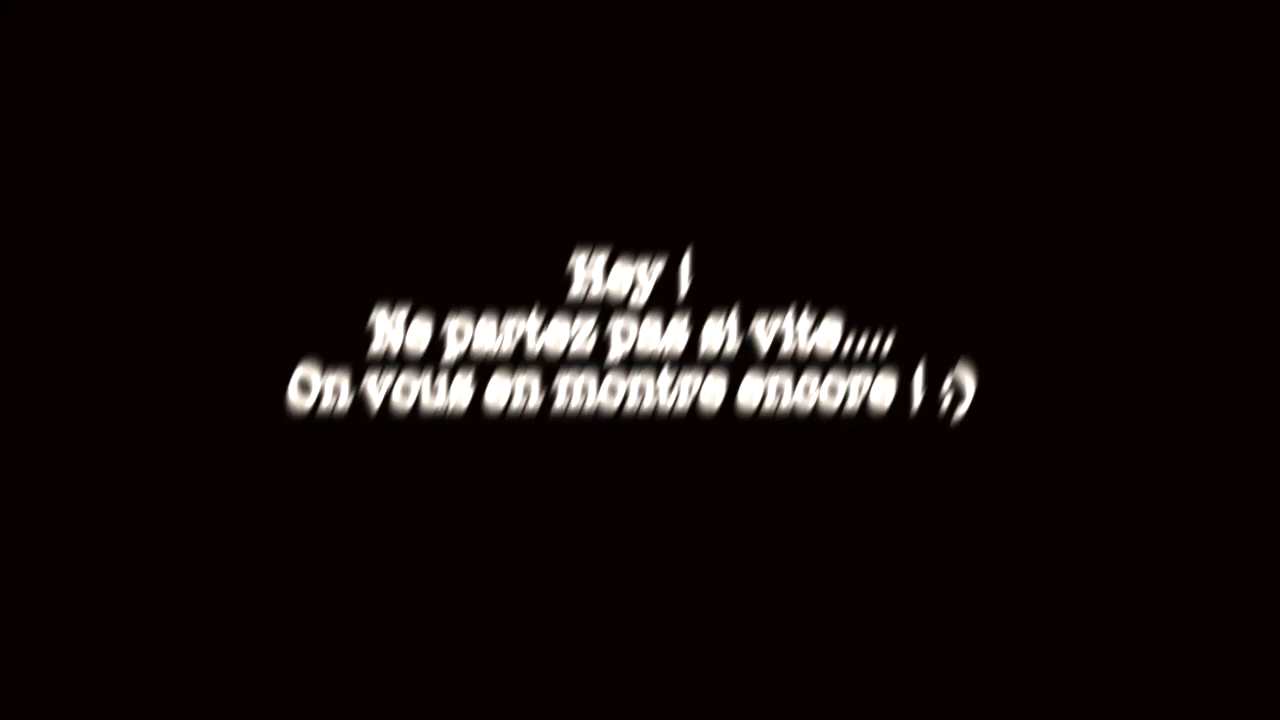 Hey !
Ne partez pas si vite....
On vous en montre encore ! ;)